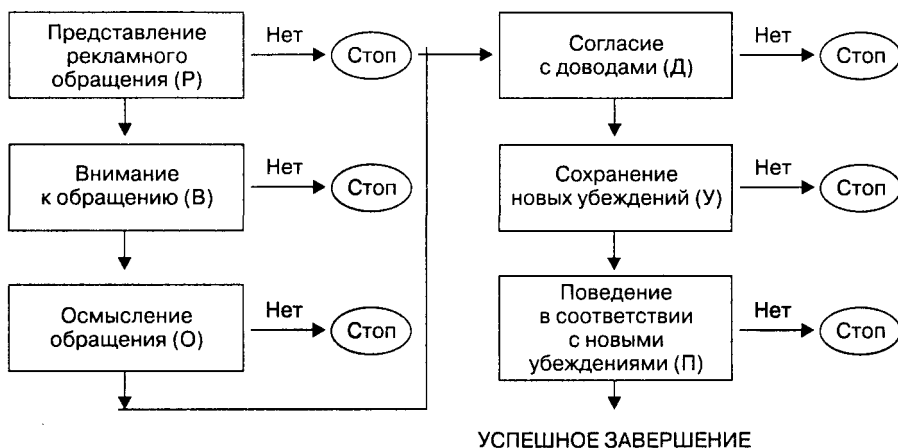 Представление
рекламного
обращения (Р)
Нет
Стоп
Внимание
к обращению (В)
Нет
Стоп
Осмысление
обращения (О)
Нет
Стоп
Согласие
с доводами (Д)
Нет
Стоп
Сохранение
новых убеждений (У)
Нет
Стоп
Поведение
в соответствии
с новыми
убеждениями (П)
Нет
Стоп
УСПЕШНОЕ ЗАВЕРШЕНИЕ